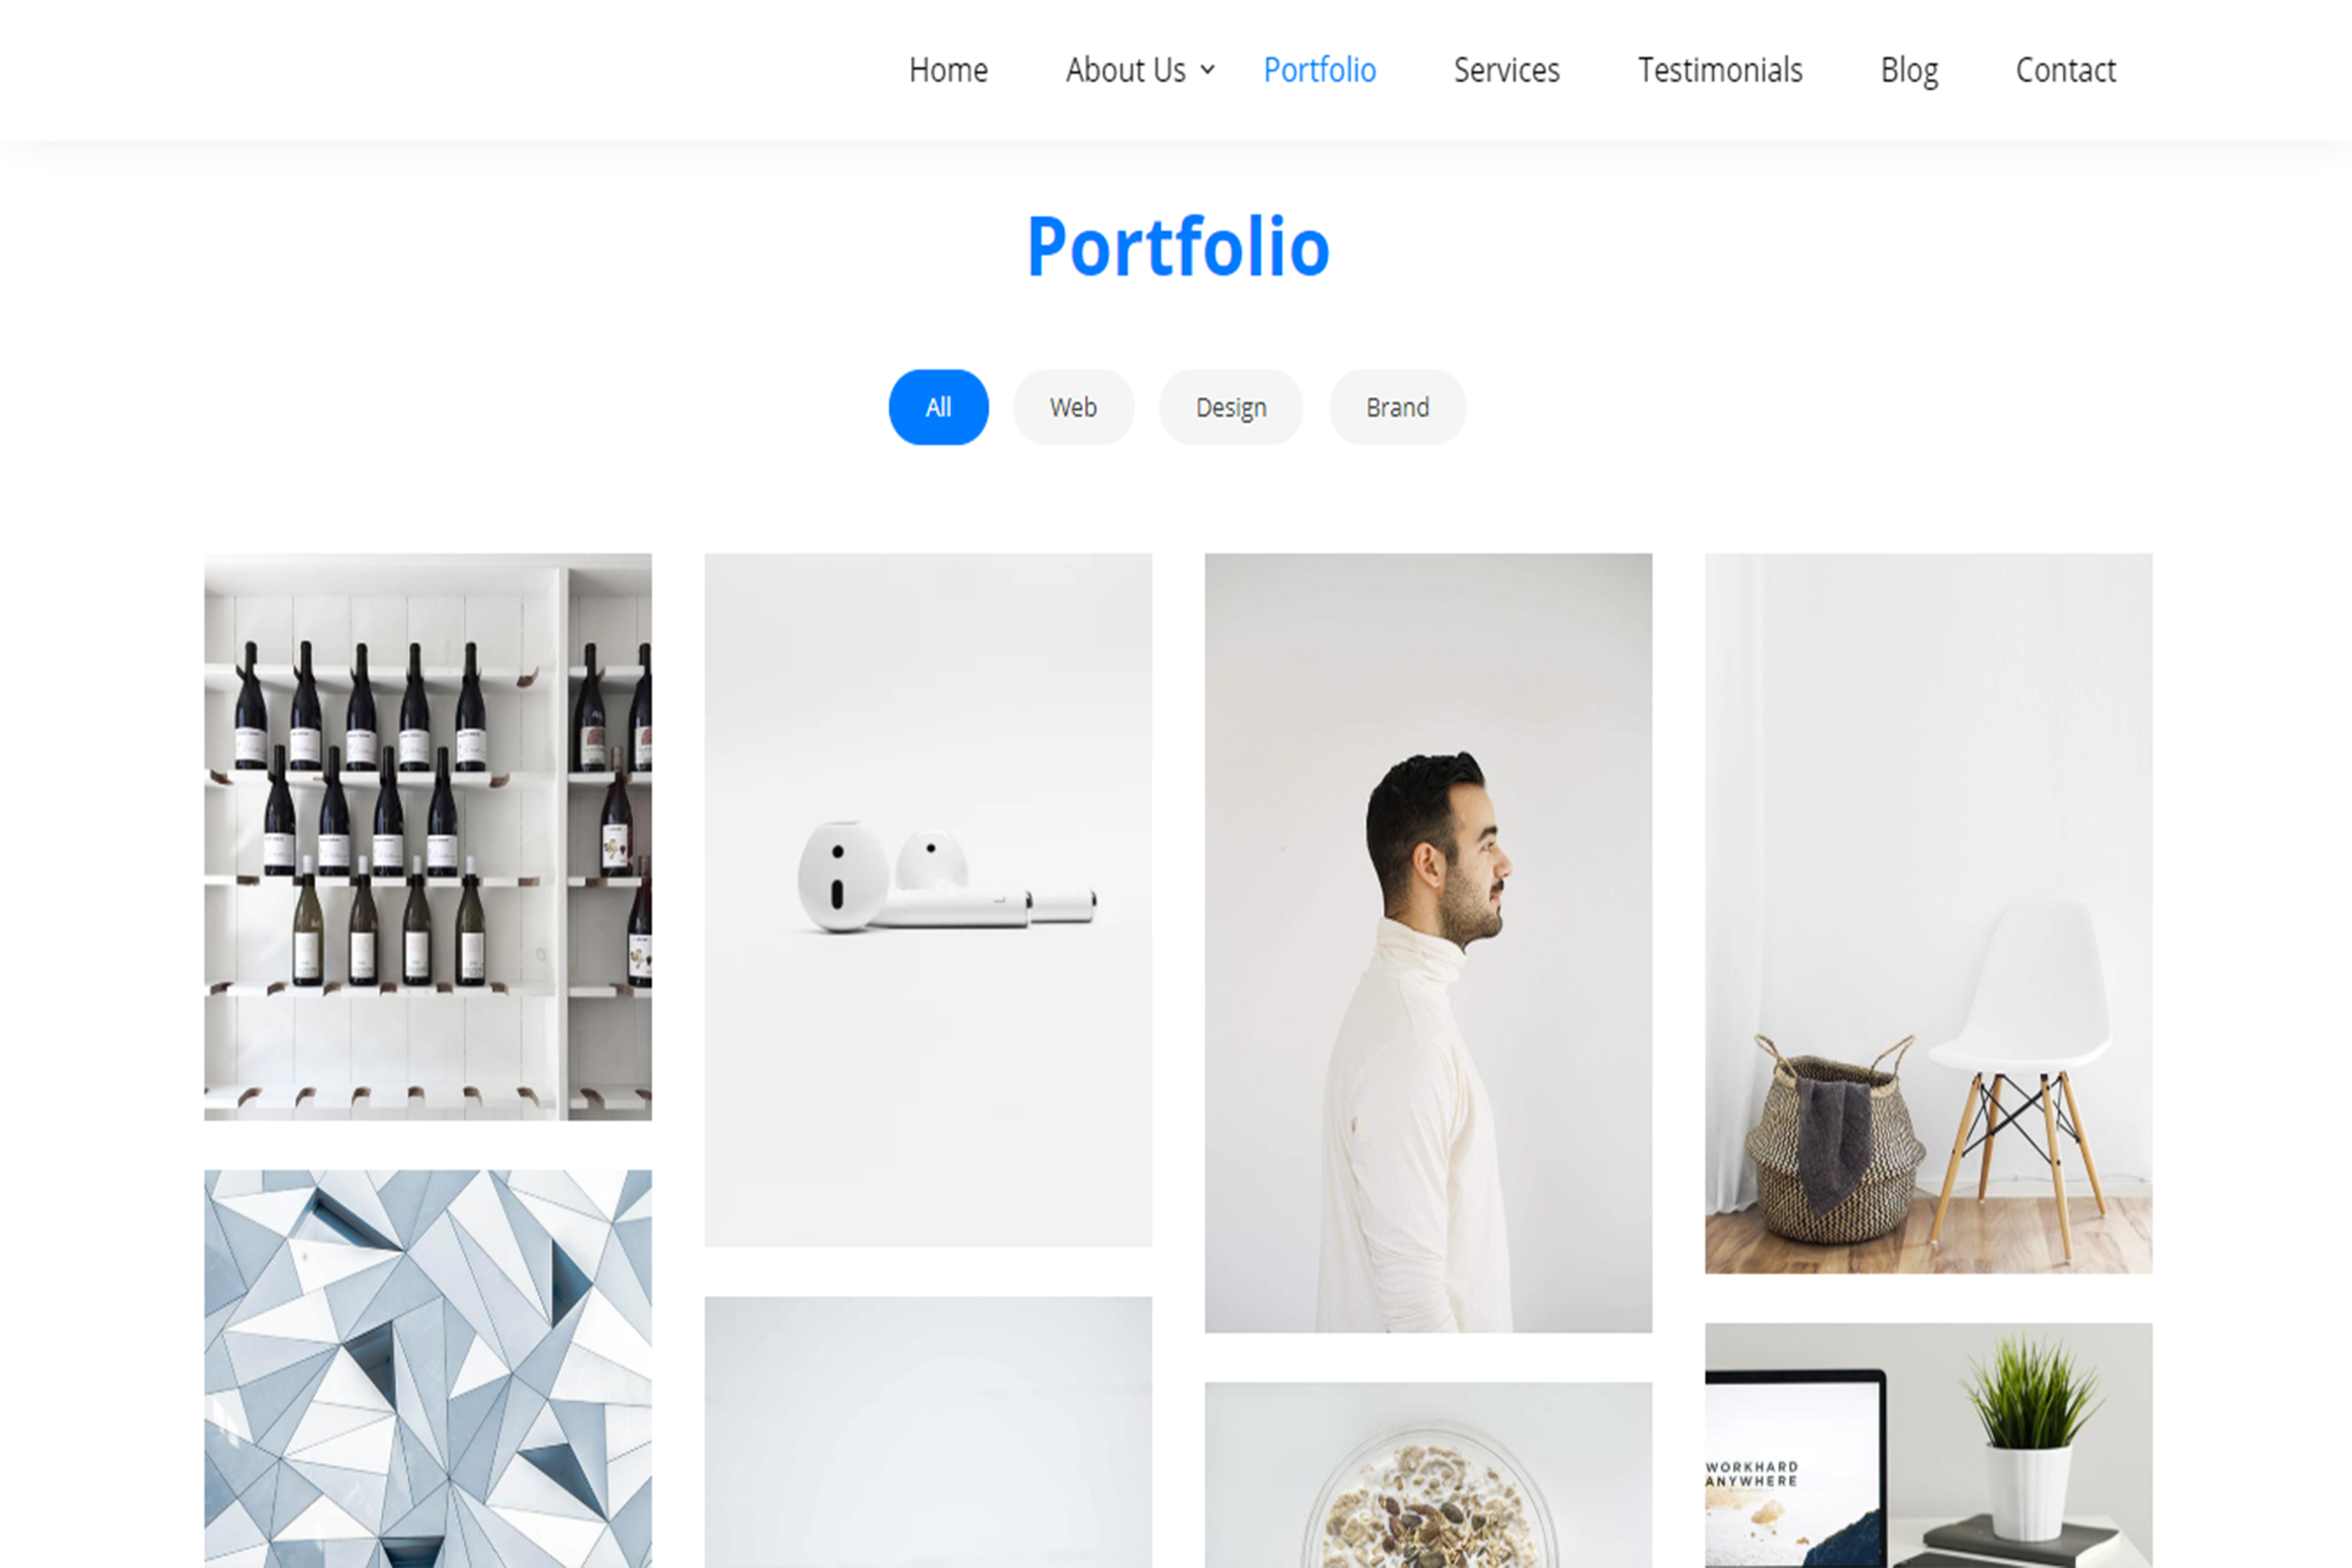 Home About Us Portfolio Services Testimonials Blog Contact
Portfolio
All Web Design Brand
WORKHARD
ANYWHERE